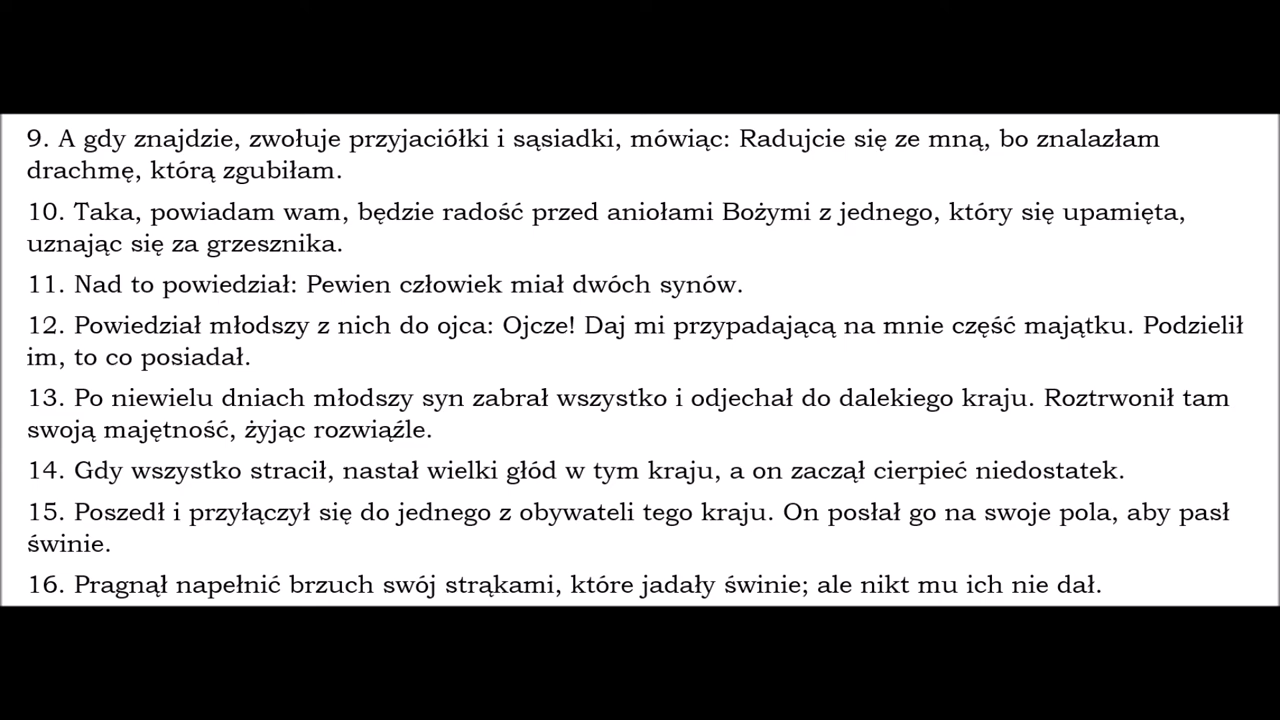 9. A gdy znajdzie, zwołuje przyjaciółki i sąsiadki, mówiąc: Radujcie się ze mną, bo znalazłam
drachmę, którą zgubiłam.
10. Taka, powiadam wam, będzie radość przed aniołami Bożymi z jednego, który się upamięta,
uznając się za grzesznika.
11. Nad to powiedział: Pewien człowiek miał dwóch synów.
12. Powiedział młodszy z nich do ojca: Ojcze! Daj mi przypadającą na mnie część majątku. Podzielił
im, to co posiadał.
13. Po niewielu dniach młodszy syn zabrał wszystko i odjechał do dalekiego kraju. Roztrwonił tam
swoją majętność, żyjąc rozwiąźle.
14. Gdy wszystko stracił, nastał wielki głód w tym kraju, a on zaczął cierpieć niedostatek.
15. Poszedł i przyłączył się do jednego z obywateli tego kraju. On posłał go na swoje pola, aby pasł
świnie.
16. Pragnął napełnić brzuch swój strąkami, które jadały świnie; ale nikt mu ich nie dał.